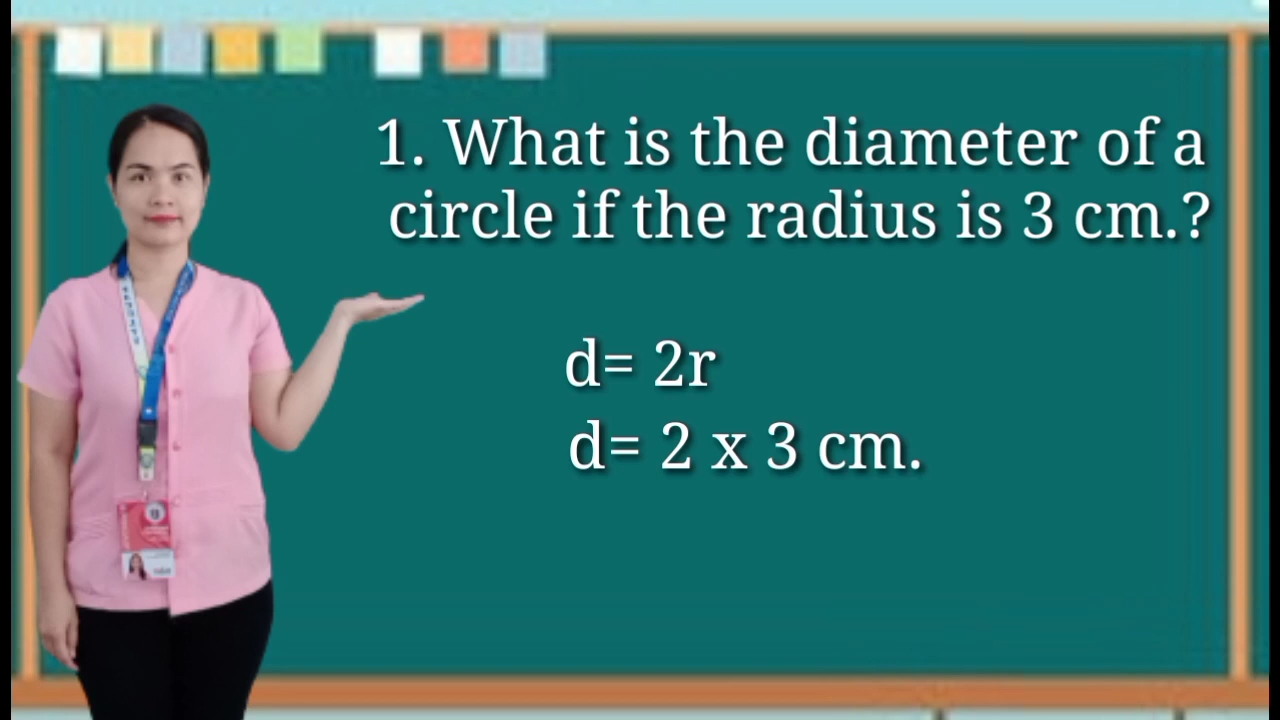 1. What is the diameter of a
circle if the radius is 3 cm.?
d= 2r
d= 2 x 3 cm.